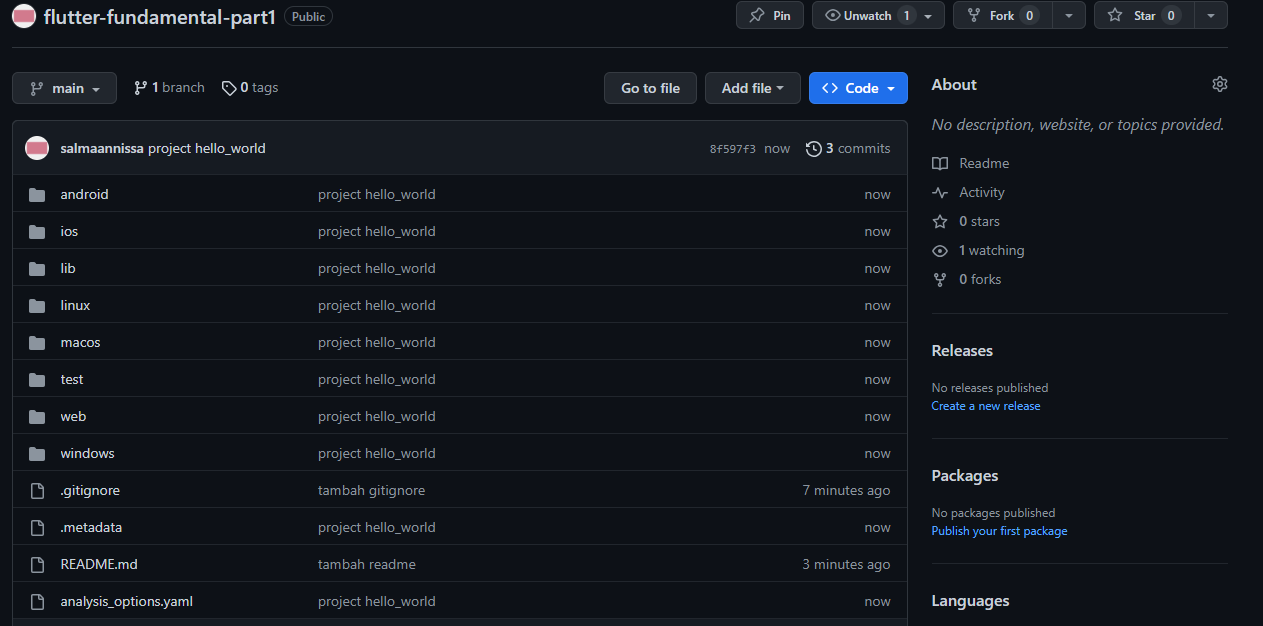 flutter-fundamental-part1 Public
Pin Unwatch 1 Fork 0 Star 0
main 1 branch 0 tags
Go to file Add file Code
salmaannissa project hello_world 8f597f3 now 3 commits
android project hello_world now
ios project hello_world now
lib project hello_world now
linux project hello_world now
macos project hello_world now
test project hello_world now
web project hello_world now
windows project hello_world now
.gitignore tambah gitignore 7 minutes ago
.metadata project hello_world now
README.md tambah readme 3 minutes ago
analysis_options.yaml project hello_world now
About
No description, website, or topics provided.
Readme
Activity
0 stars
1 watching
0 forks
Releases
No releases published
Create a new release
Packages
No packages published
Publish your first package
Languages